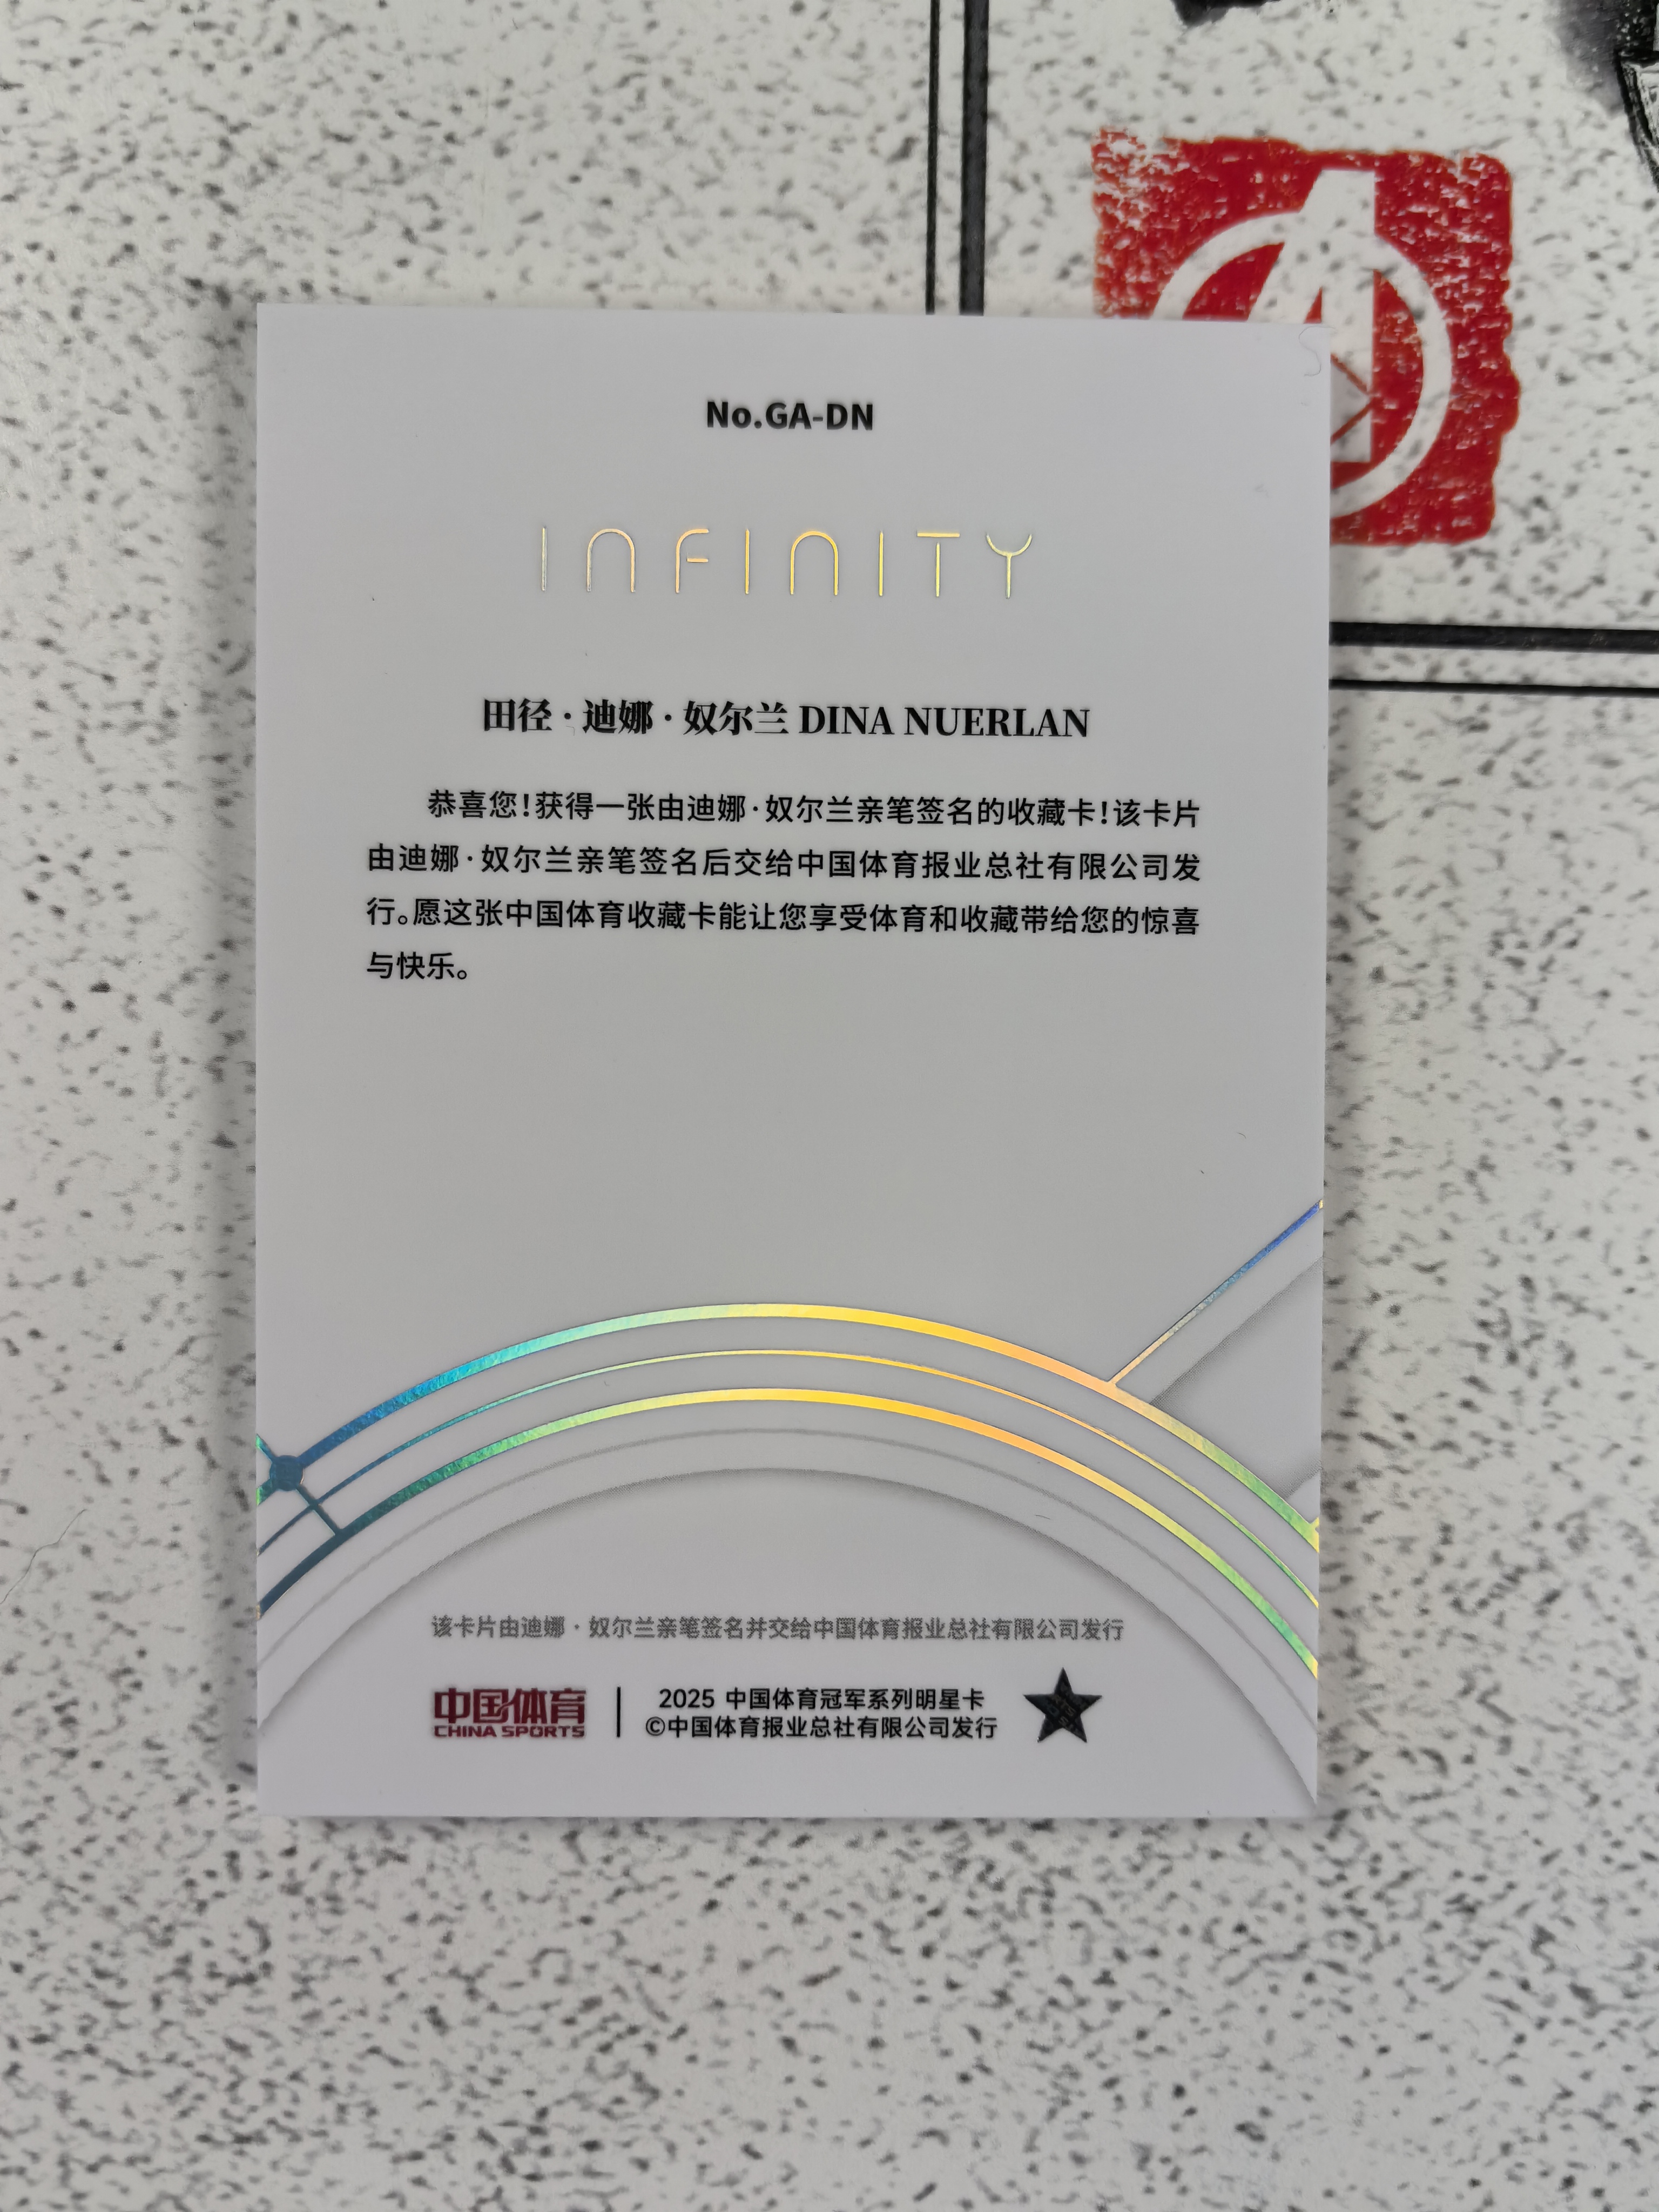 No.GA-DN
INFINITY
田径·迪娜·奴尔兰 DINA NUERLAN
恭喜您!获得一张由迪娜·奴尔兰亲笔签名的收藏卡!该卡片
由迪娜·奴尔兰亲笔签名后交给中国体育报业总社有限公司发
行。愿这张中国体育收藏卡能让您享受体育和收藏带给您的惊喜
与快乐。
该卡片由迪娜·奴尔兰亲笔签名并交给中国体育报业总社有限公司发行
中国体育
CHINA SPORTS
2025 中国体育冠军系列明星卡
©中国体育报业总社有限公司发行